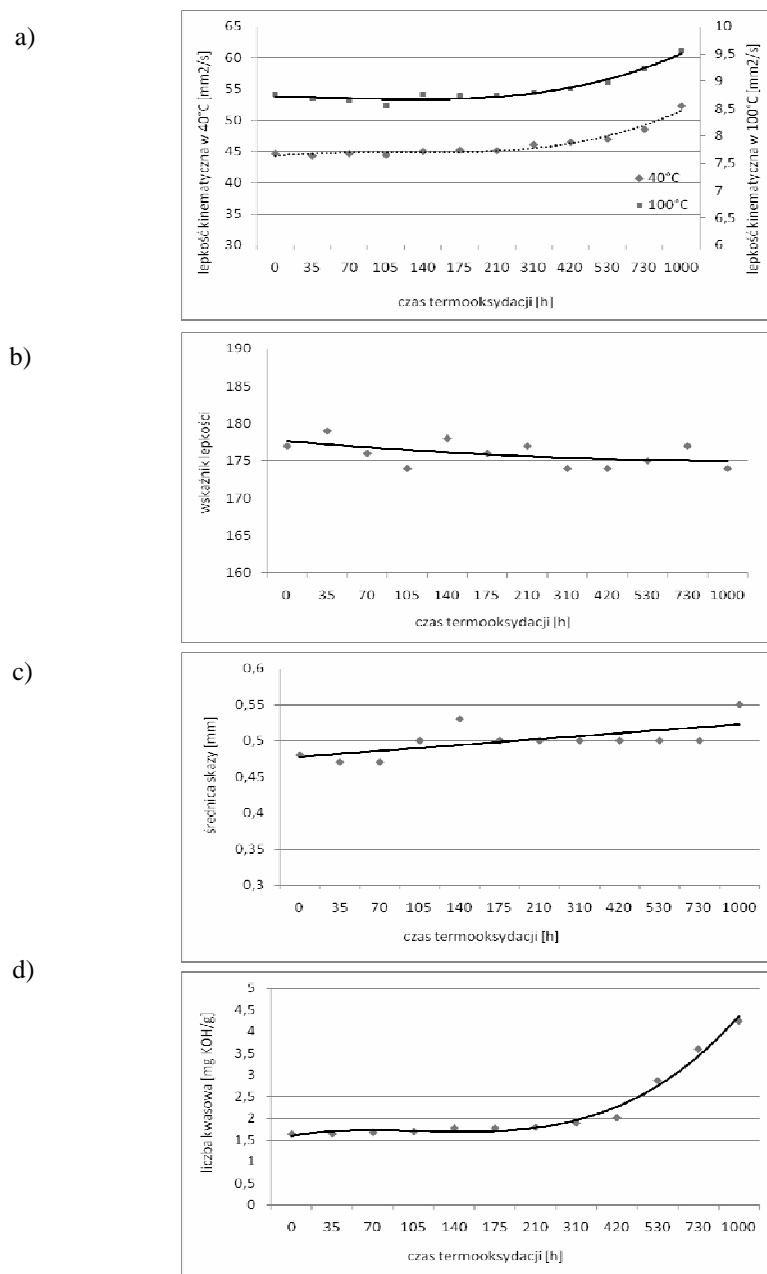 a)
lepkość kinematyczna w 40°C [mm2/s]
65
60
55
50
45
40
35
30
10
9,5
9
8,5
8
7,5
7
6,5
6
lepkość kinematyczna w 100°C [mm2/s]
40°C
100°C
0 35 70 105 140 175 210 310 420 530 730 1000
czas termooksydacji [h]
b)
wskaźnik lepkości
190
185
180
175
170
165
160
0 35 70 105 140 175 210 310 420 530 730 1000
czas termooksydacji [h]
c)
średnica skazy [mm]
0,6
0,55
0,5
0,45
0,4
0,35
0,3
0 35 70 105 140 175 210 310 420 530 730 1000
czas termooksydacji [h]
d)
liczba kwasowa [mg KOH/g]
5
4,5
4
3,5
3
2,5
2
1,5
1
0,5
0
0 35 70 105 140 175 210 310 420 530 730 1000
czas termooksydacji [h]